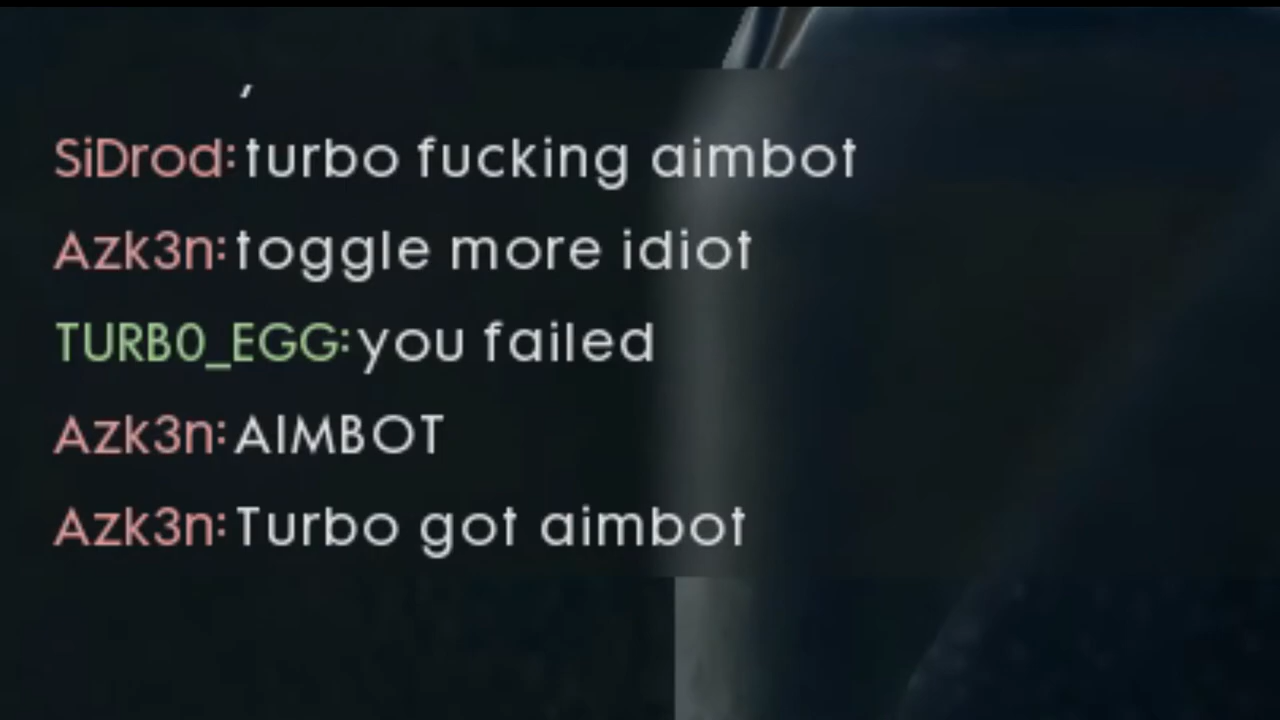 ,
SiDrod: turbo fucking aimbot
Azk3n: toggle more idiot
TURB0_EGG: you failed
Azk3n: AIMBOT
Azk3n: Turbo got aimbot